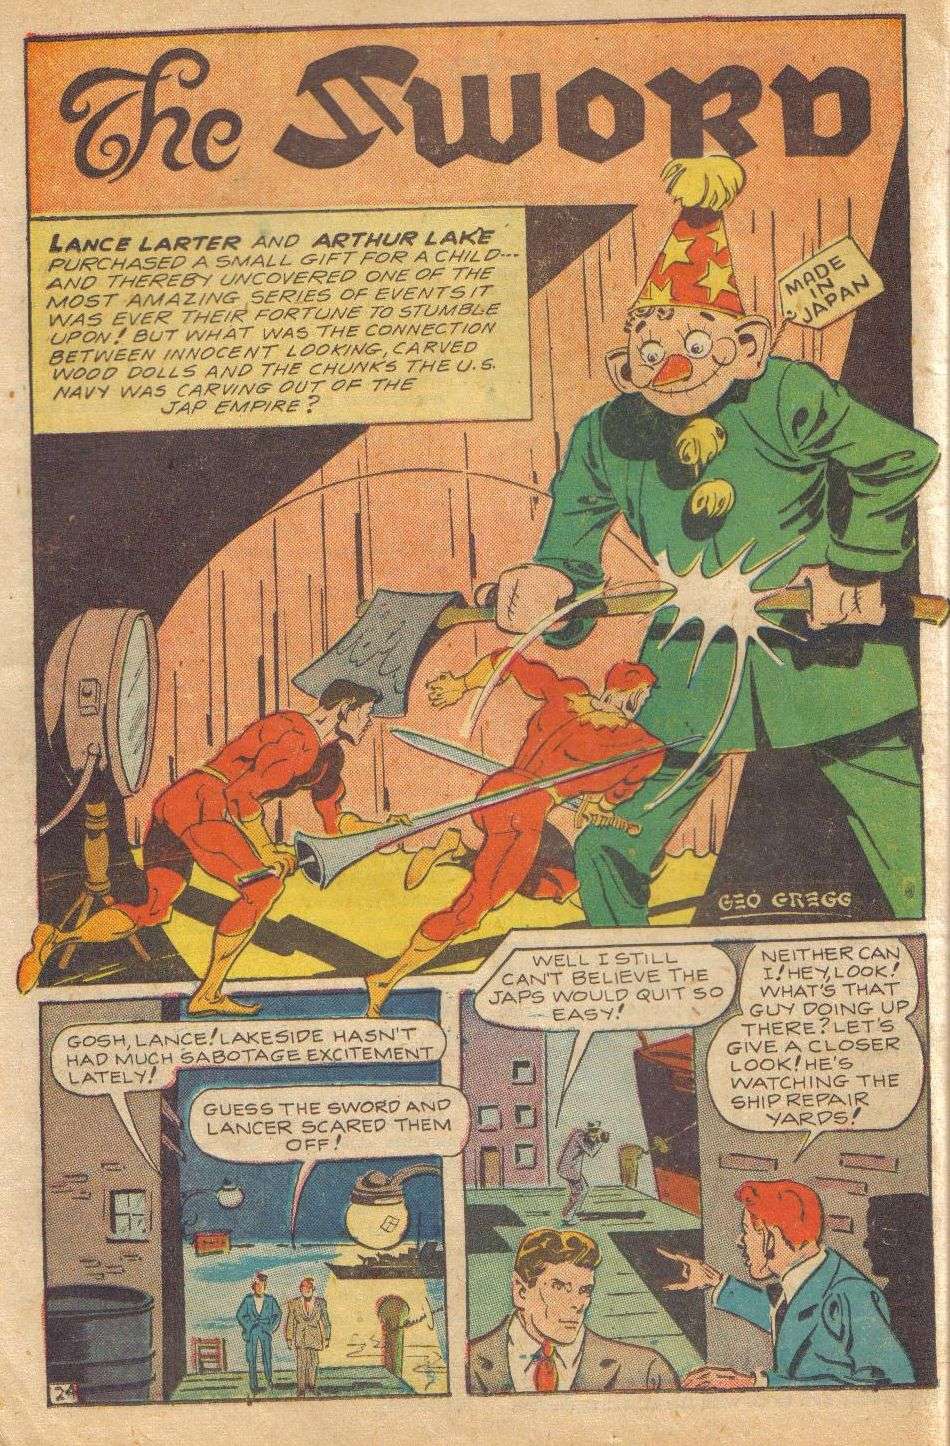 The Sword
LANCE LARTER AND ARTHUR LAKE
PURCHASED A SMALL GIFT FOR A CHILD---
AND THEREBY UNCOVERED ONE OF THE
MOST AMAZING SERIES OF EVENTS IT
WAS EVER THEIR FORTUNE TO STUMBLE
UPON! BUT WHAT WAS THE CONNECTION
BETWEEN INNOCENT LOOKING, CARVED
WOOD DOLLS AND THE CHUNK'S THE U.S.
NAVY WAS CARVING OUT OF THE
JAP EMPIRE?
MADE
IN
JAPAN
GEO GREGG
GOSH, LANCE! LAKESIDE HASN'T
HAD MUCH SABOTAGE EXCITEMENT
LATELY!
GUESS THE SWORD AND
LANCER SCARED THEM
OFF!
WELL I STILL
CAN'T BELIEVE THE
JAPS WOULD QUIT SO
EASY!
NEITHER CAN
I! HEY, LOOK!
WHAT'S THAT
GUY DOING UP
THERE? LET'S
GIVE A CLOSER
LOOK! HE'S
WATCHING THE
SHIP REPAIR
YARDS!
24